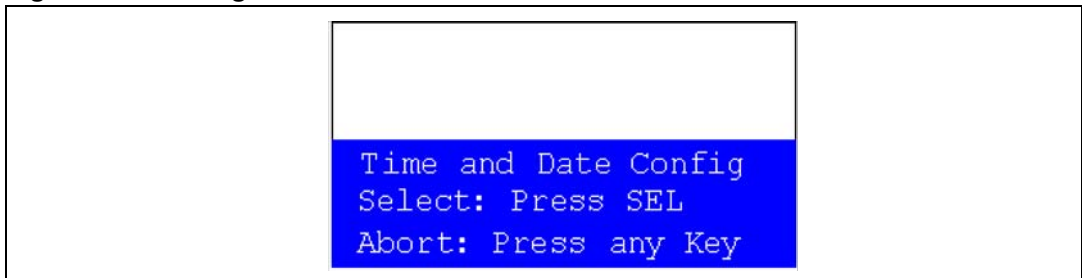 Time and Date Config
Select: Press SEL
Abort: Press any Key